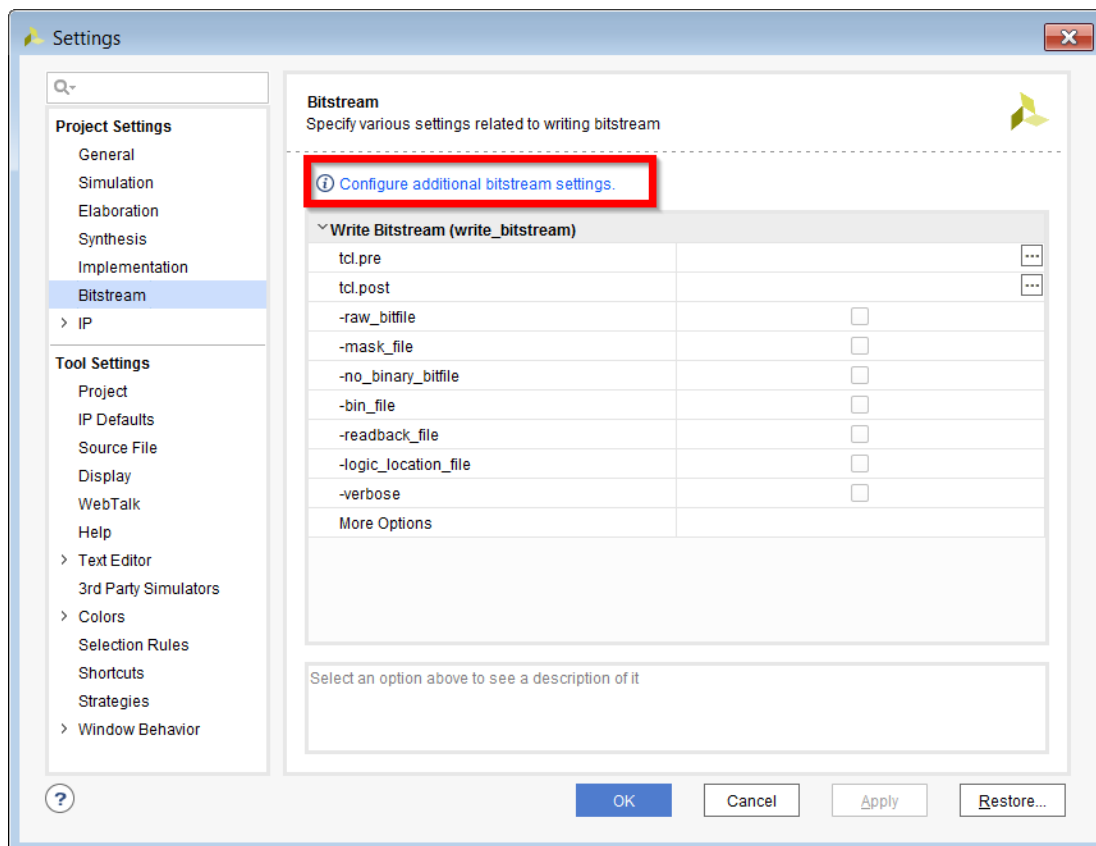 Settings
Project Settings
General
Simulation
Elaboration
Synthesis
Implementation
Bitstream
IP
Tool Settings
Project
IP Defaults
Source File
Display
WebTalk
Help
Text Editor
3rd Party Simulators
Colors
Selection Rules
Shortcuts
Strategies
Window Behavior
Bitstream
Specify various settings related to writing bitstream
Configure additional bitstream settings.
Write Bitstream (write_bitstream)
tcl.pre
tcl.post
-raw_bitfile
-mask_file
-no_binary_bitfile
-bin_file
-readback_file
-logic_location_file
-verbose
More Options
Select an option above to see a description of it
OK
Cancel
Apply
Restore...